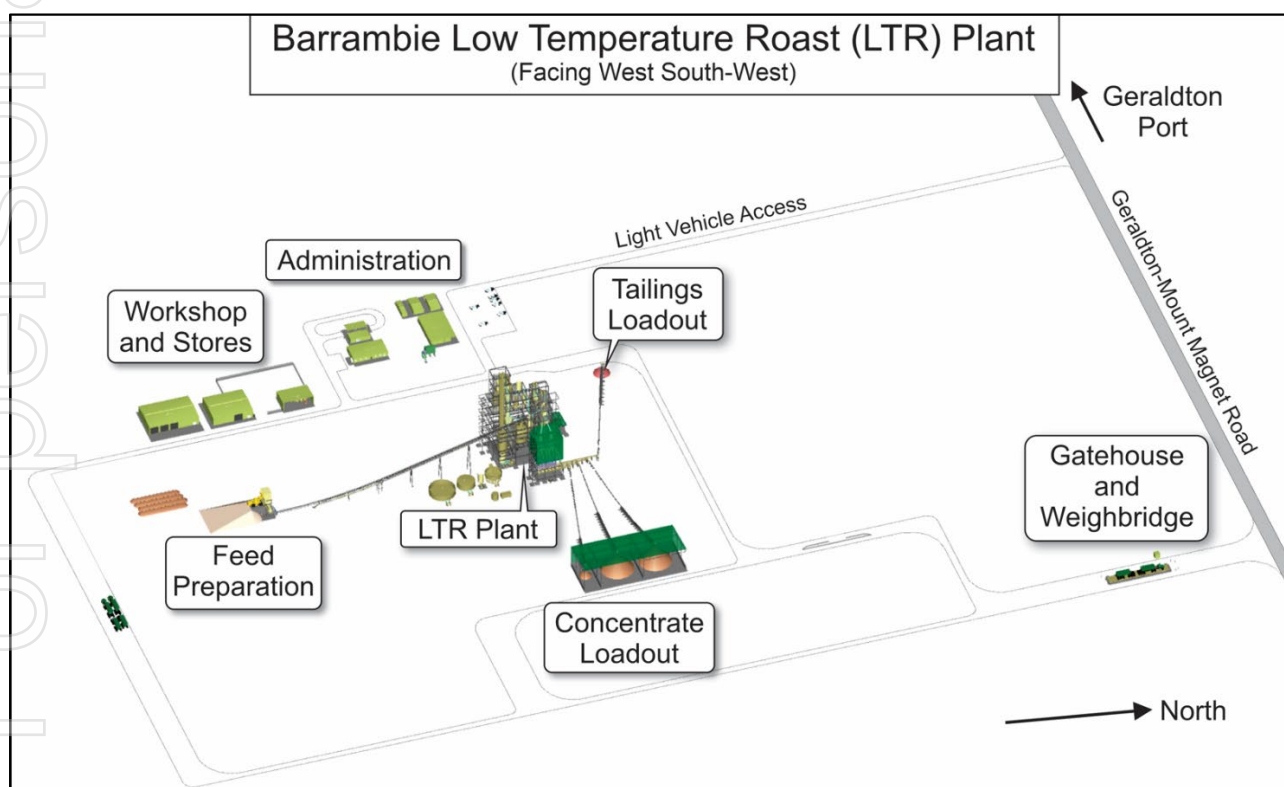 Barrambie Low Temperature Roast (LTR) Plant
(Facing West South-West)
Geraldton
Port
Geraldton-Mount Magnet Road
Light Vehicle Access
Administration
Tailings
Loadout
Workshop
and Stores
Gatehouse
and
Weighbridge
LTR Plant
Feed
Preparation
Concentrate
Loadout
North